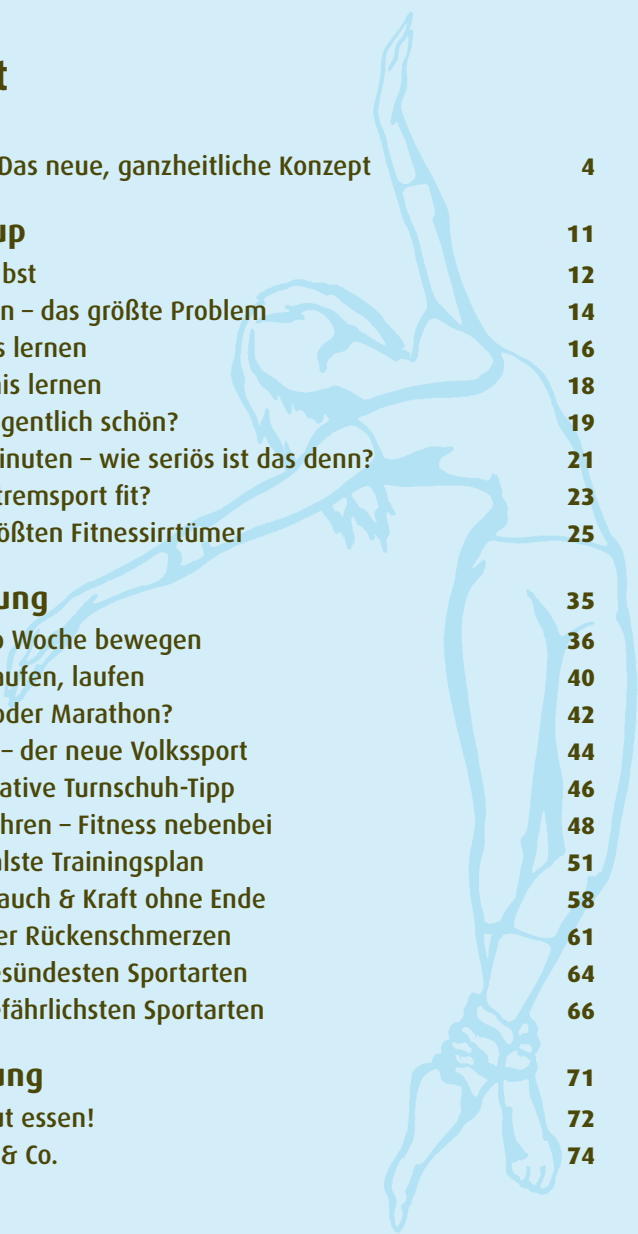 t
Das neue, ganzheitliche Konzept 4
up 11
bst 12
n – das größte Problem 14
s lernen 16
nis lernen 18
gentlich schön? 19
inuten – wie seriös ist das denn? 21
tremsport fit? 23
ößten Fitnessirrtümer 25
ung 35
o Woche bewegen 36
aufen, laufen 40
oder Marathon? 42
– der neue Volkssport 44
ative Turnschuh-Tipp 46
hren – Fitness nebenbei 48
alste Trainingsplan 51
auch & Kraft ohne Ende 58
er Rückenschmerzen 61
esündesten Sportarten 64
efährlichsten Sportarten 66
ung 71
ut essen! 72
& Co. 74